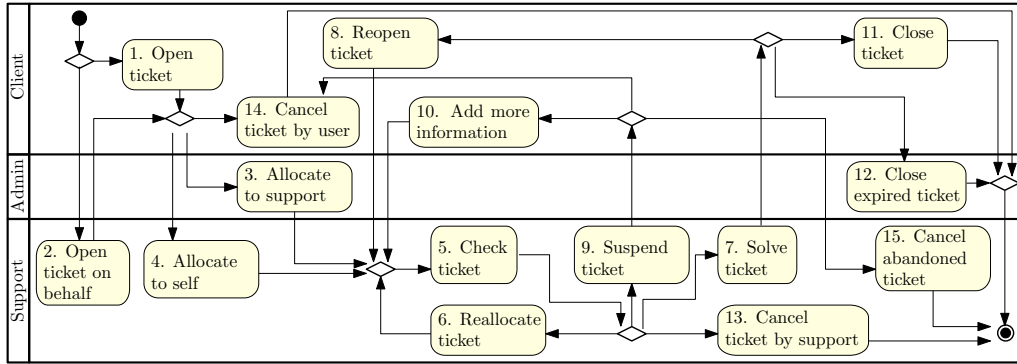 Client
Admin
Support
1. Open
ticket
8. Reopen
ticket
11. Close
ticket
14. Cancel
ticket by user
10. Add more
information
3. Allocate
to support
12. Close
expired ticket
2. Open
ticket on
behalf
4. Allocate
to self
5. Check
ticket
9. Suspend
ticket
7. Solve
ticket
15. Cancel
abandoned
ticket
6. Reallocate
ticket
13. Cancel
ticket by support